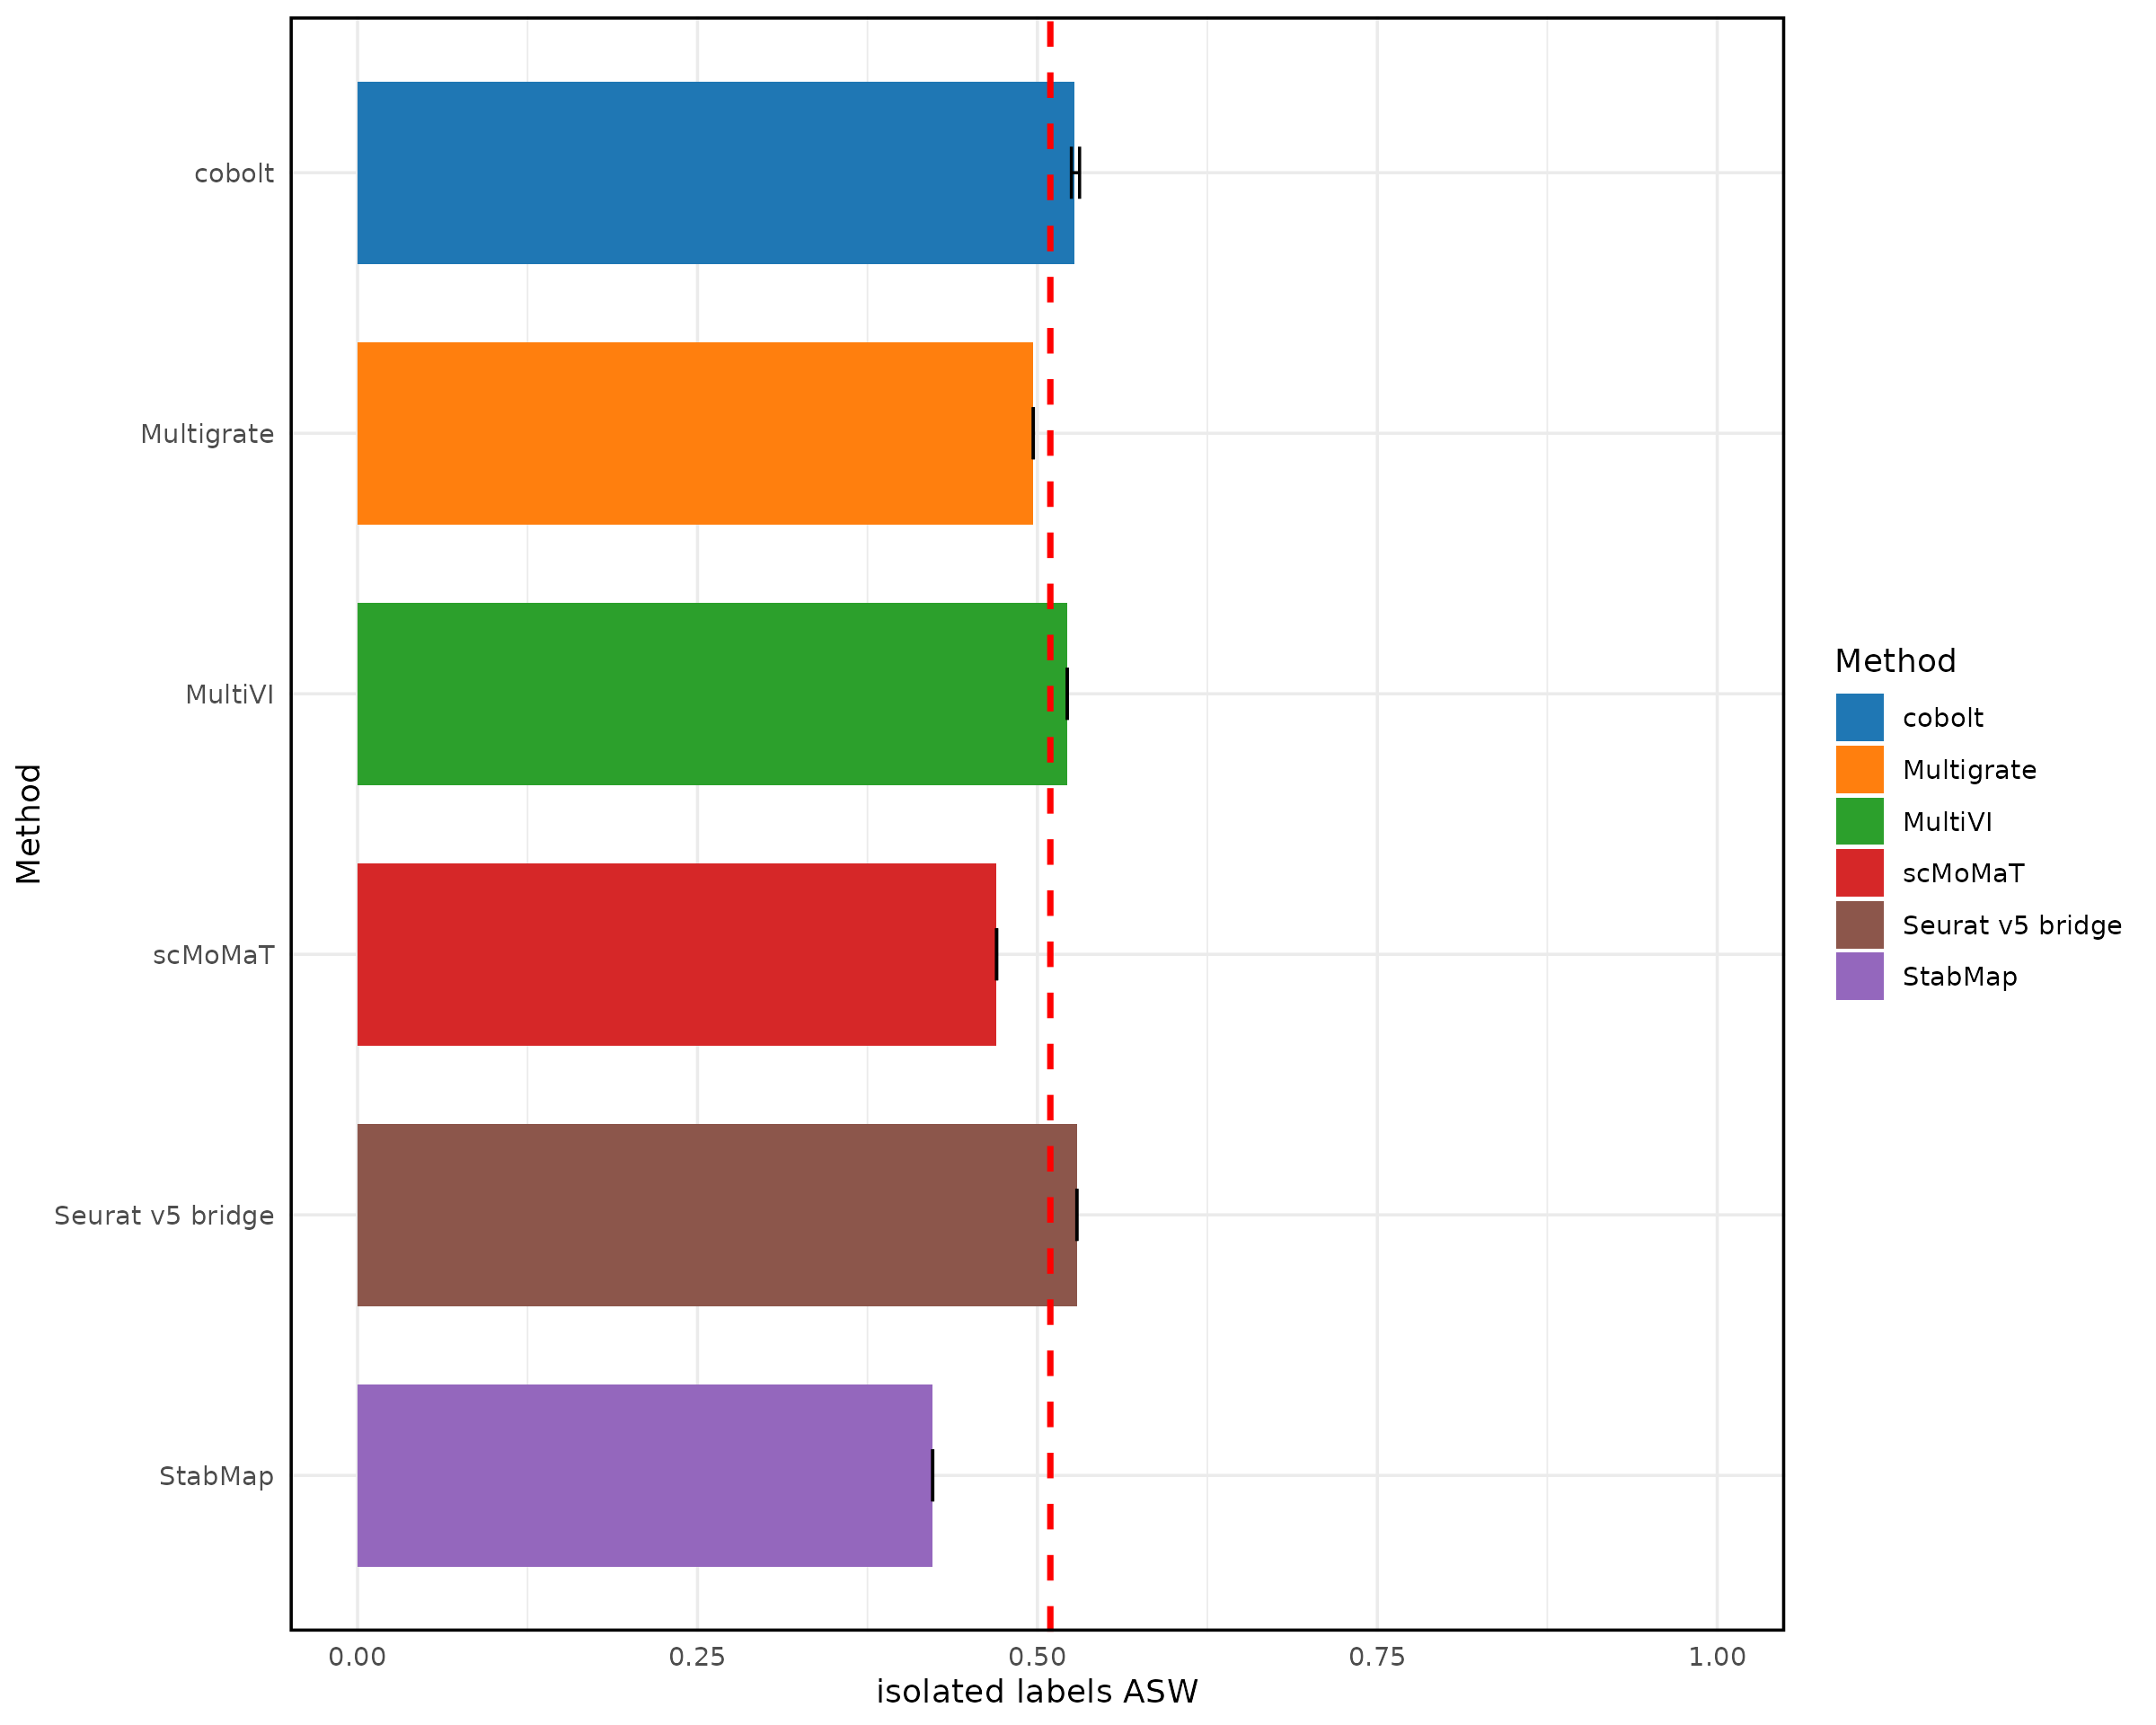 cobolt
Multigrate
MultiVI
scMoMaT
Seurat v5 bridge
StabMap
Method
0.00 0.25 0.50 0.75 1.00
isolated labels ASW
Method
cobolt
Multigrate
MultiVI
scMoMaT
Seurat v5 bridge
StabMap